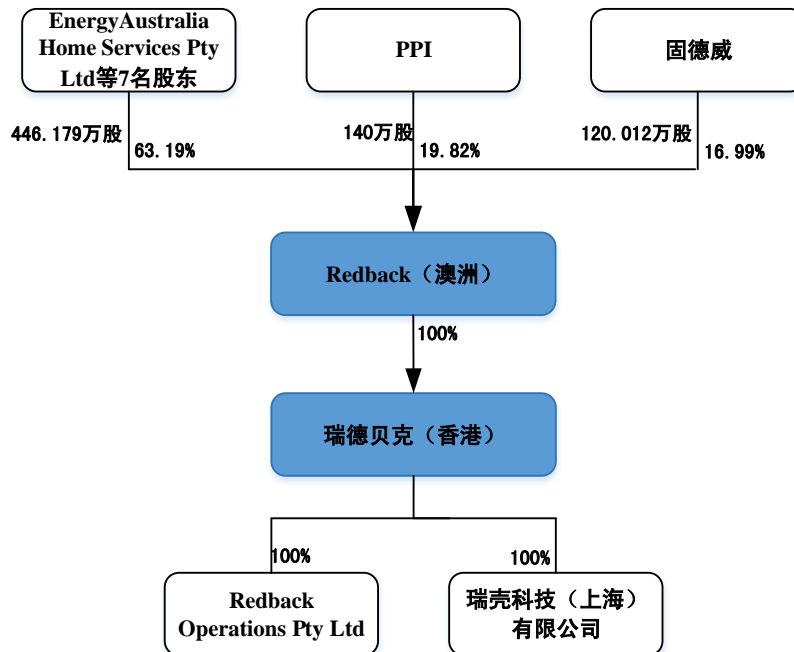 EnergyAustralia
Home Services Pty
Ltd等7名股东
PPI
固德威
446.179万股
63.19%
140万股
19.82%
120.012万股
16.99%
Redback（澳洲）
100%
瑞德贝克（香港）
100%
100%
Redback
Operations Pty Ltd
瑞壳科技（上海）
有限公司